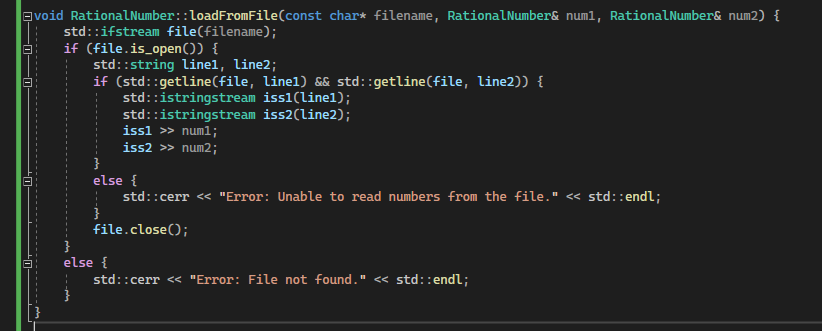 void RationalNumber::loadFromFile(const char* filename, RationalNumber& num1, RationalNumber& num2) {
    std::ifstream file(filename);
    if (file.is_open()) {
        std::string line1, line2;
        if (std::getline(file, line1) && std::getline(file, line2)) {
            std::istringstream iss1(line1);
            std::istringstream iss2(line2);
            iss1 >> num1;
            iss2 >> num2;
        }
        else {
            std::cerr << "Error: Unable to read numbers from the file." << std::endl;
        }
        file.close();
    }
    else {
        std::cerr << "Error: File not found." << std::endl;
    }
}